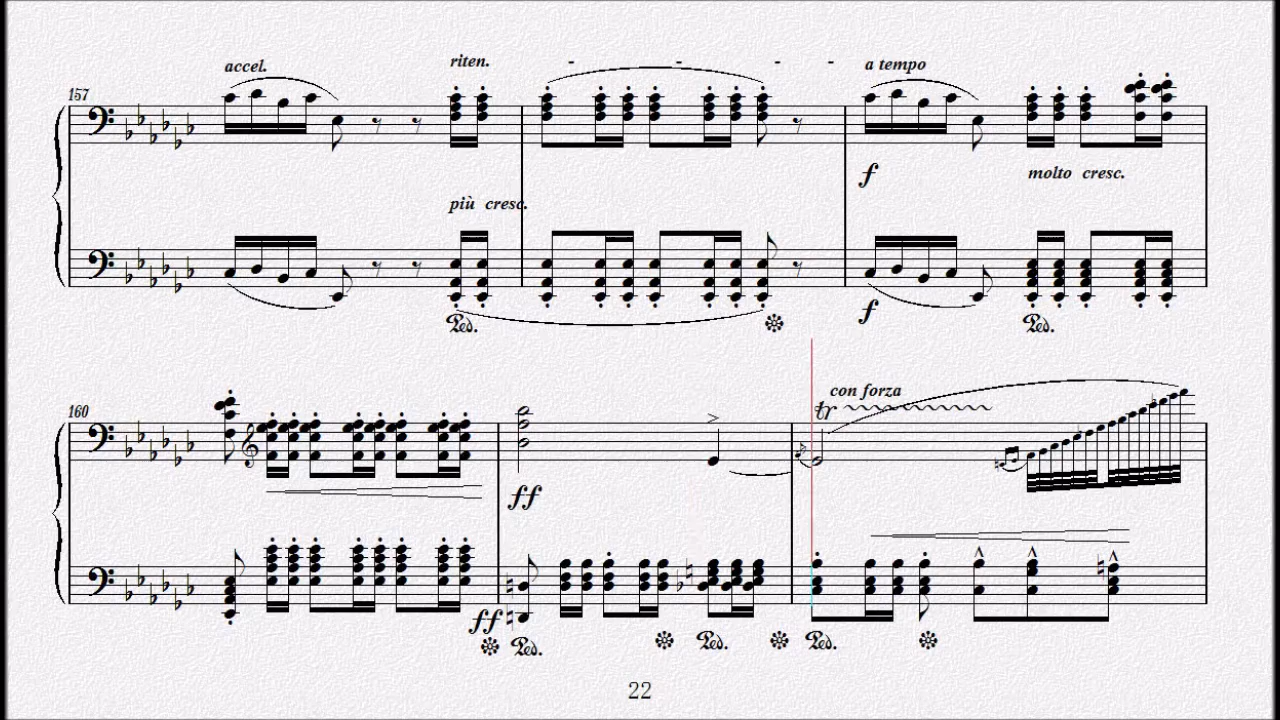 accel. riten. - - - - a tempo
157
f molto cresc.
più cresc.
f
Ped. Ped.
con forza
160 tr
ff
ff
Ped. Ped. Ped.
22